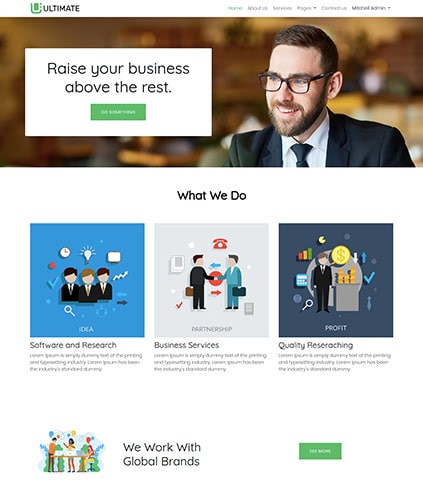 ULTIMATE
Home About Us Services Pages Contact us Mitchell Admin
Raise your business
above the rest.
DO SOMETHING
What We Do
IDEA
PARTNERSHIP
PROFIT
Software and Research
Lorem Ipsum is simply dummy text of the printing
and typesetting industry. Lorem Ipsum has been
the industry's standard dummy
Business Services
Lorem Ipsum is simply dummy text of the printing
and typesetting industry. Lorem Ipsum has been
the industry's standard dummy
Quality Reseraching
Lorem Ipsum is simply dummy text of the printing
and typesetting industry. Lorem Ipsum has been
the industry's standard dummy
We Work With
Global Brands
SEE MORE